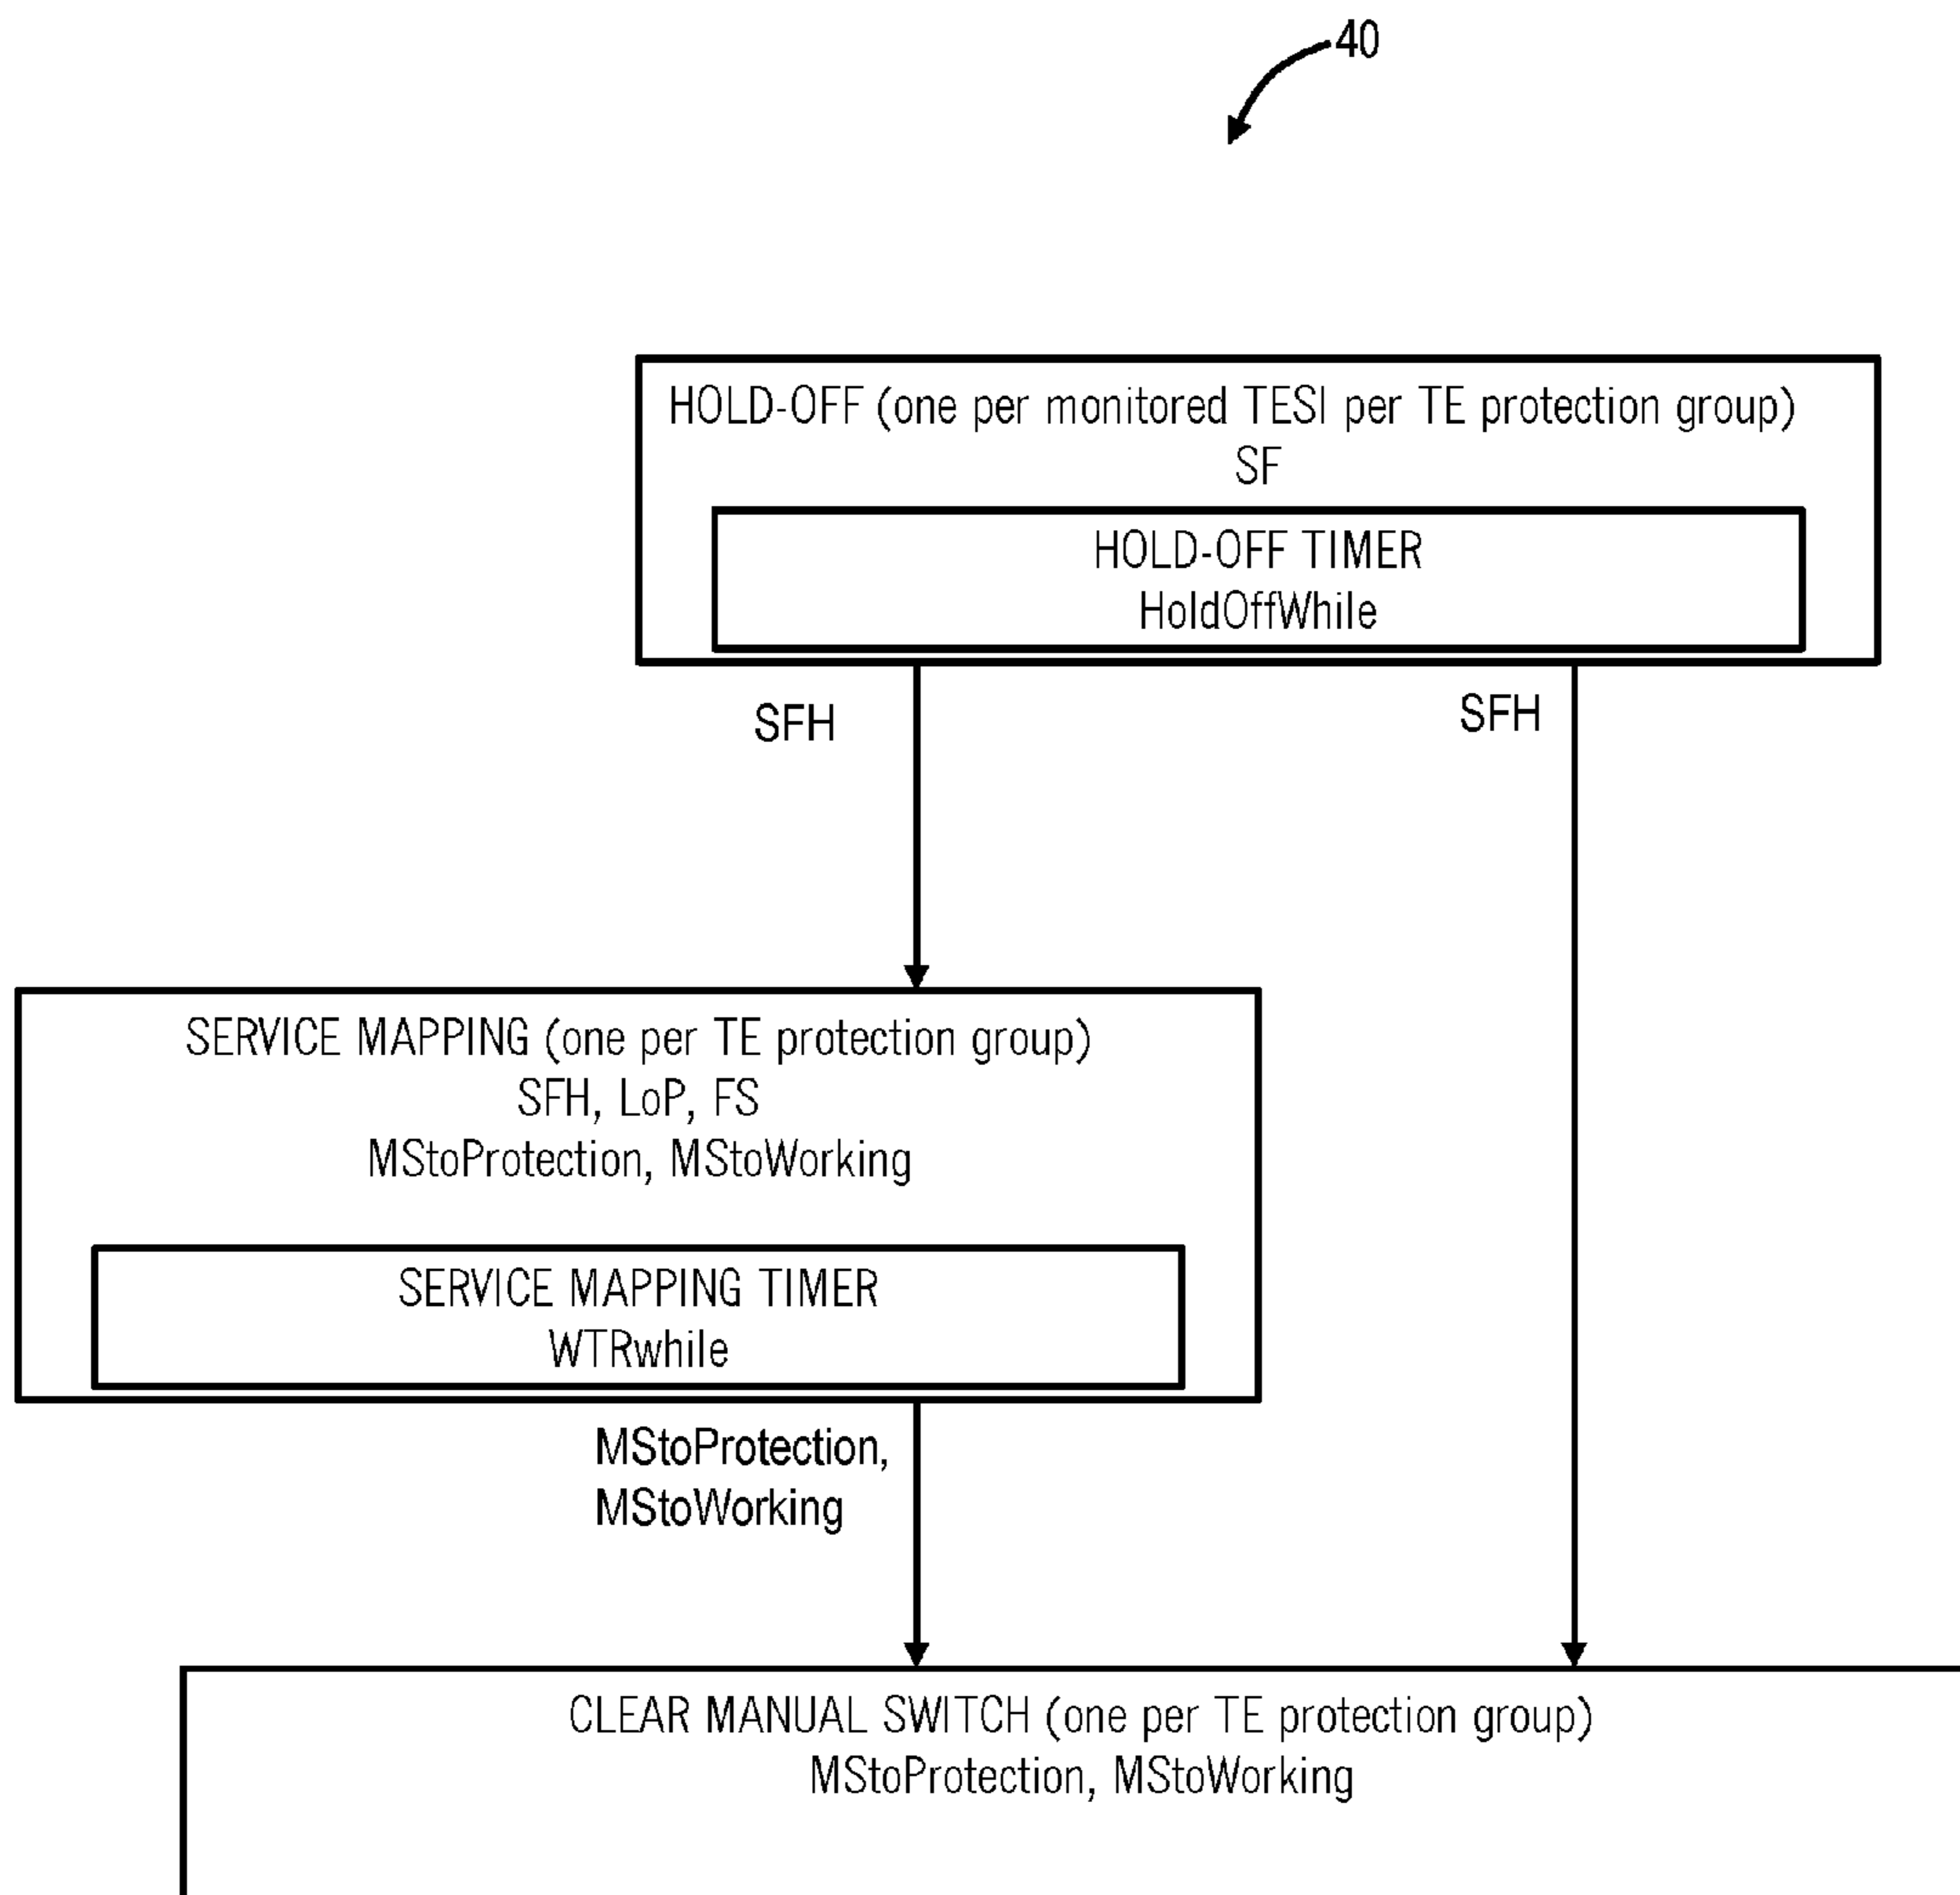 40
HOLD-OFF (one per monitored TESI per TE protection group)
SF
HOLD-OFF TIMER
HoldOffWhile
SFH
SFH
SERVICE MAPPING (one per TE protection group)
SFH, LoP, FS
MStoProtection, MStoWorking
SERVICE MAPPING TIMER
WTRwhile
MStoProtection,
MStoWorking
CLEAR MANUAL SWITCH (one per TE protection group)
MStoProtection, MStoWorking